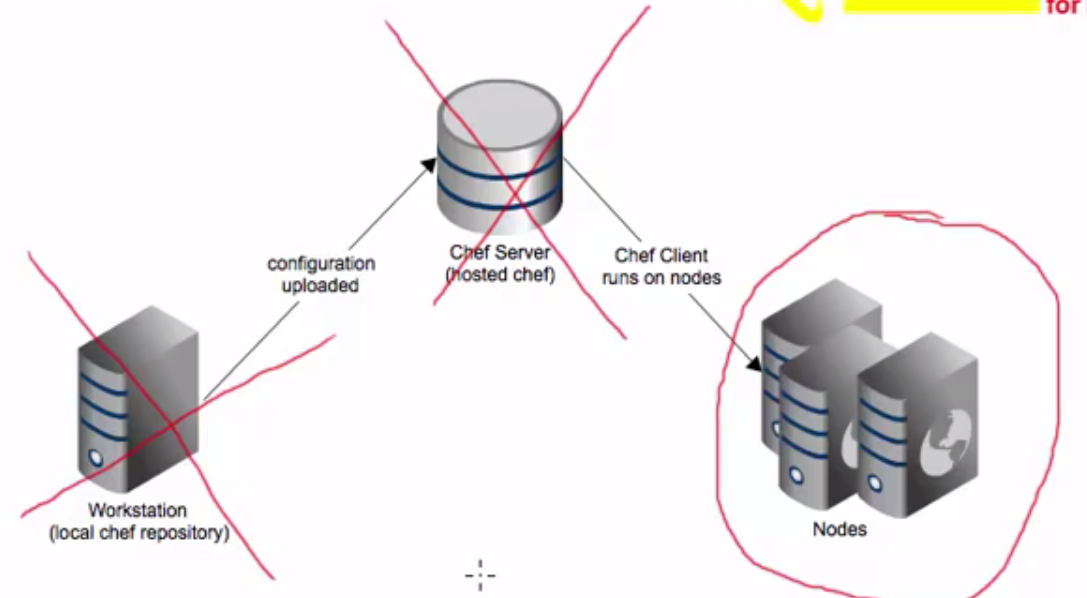 for
configuration
uploaded
Chef Server
(hosted chef)
Chef Client
runs on nodes
Workstation
(local chef repository)
Nodes